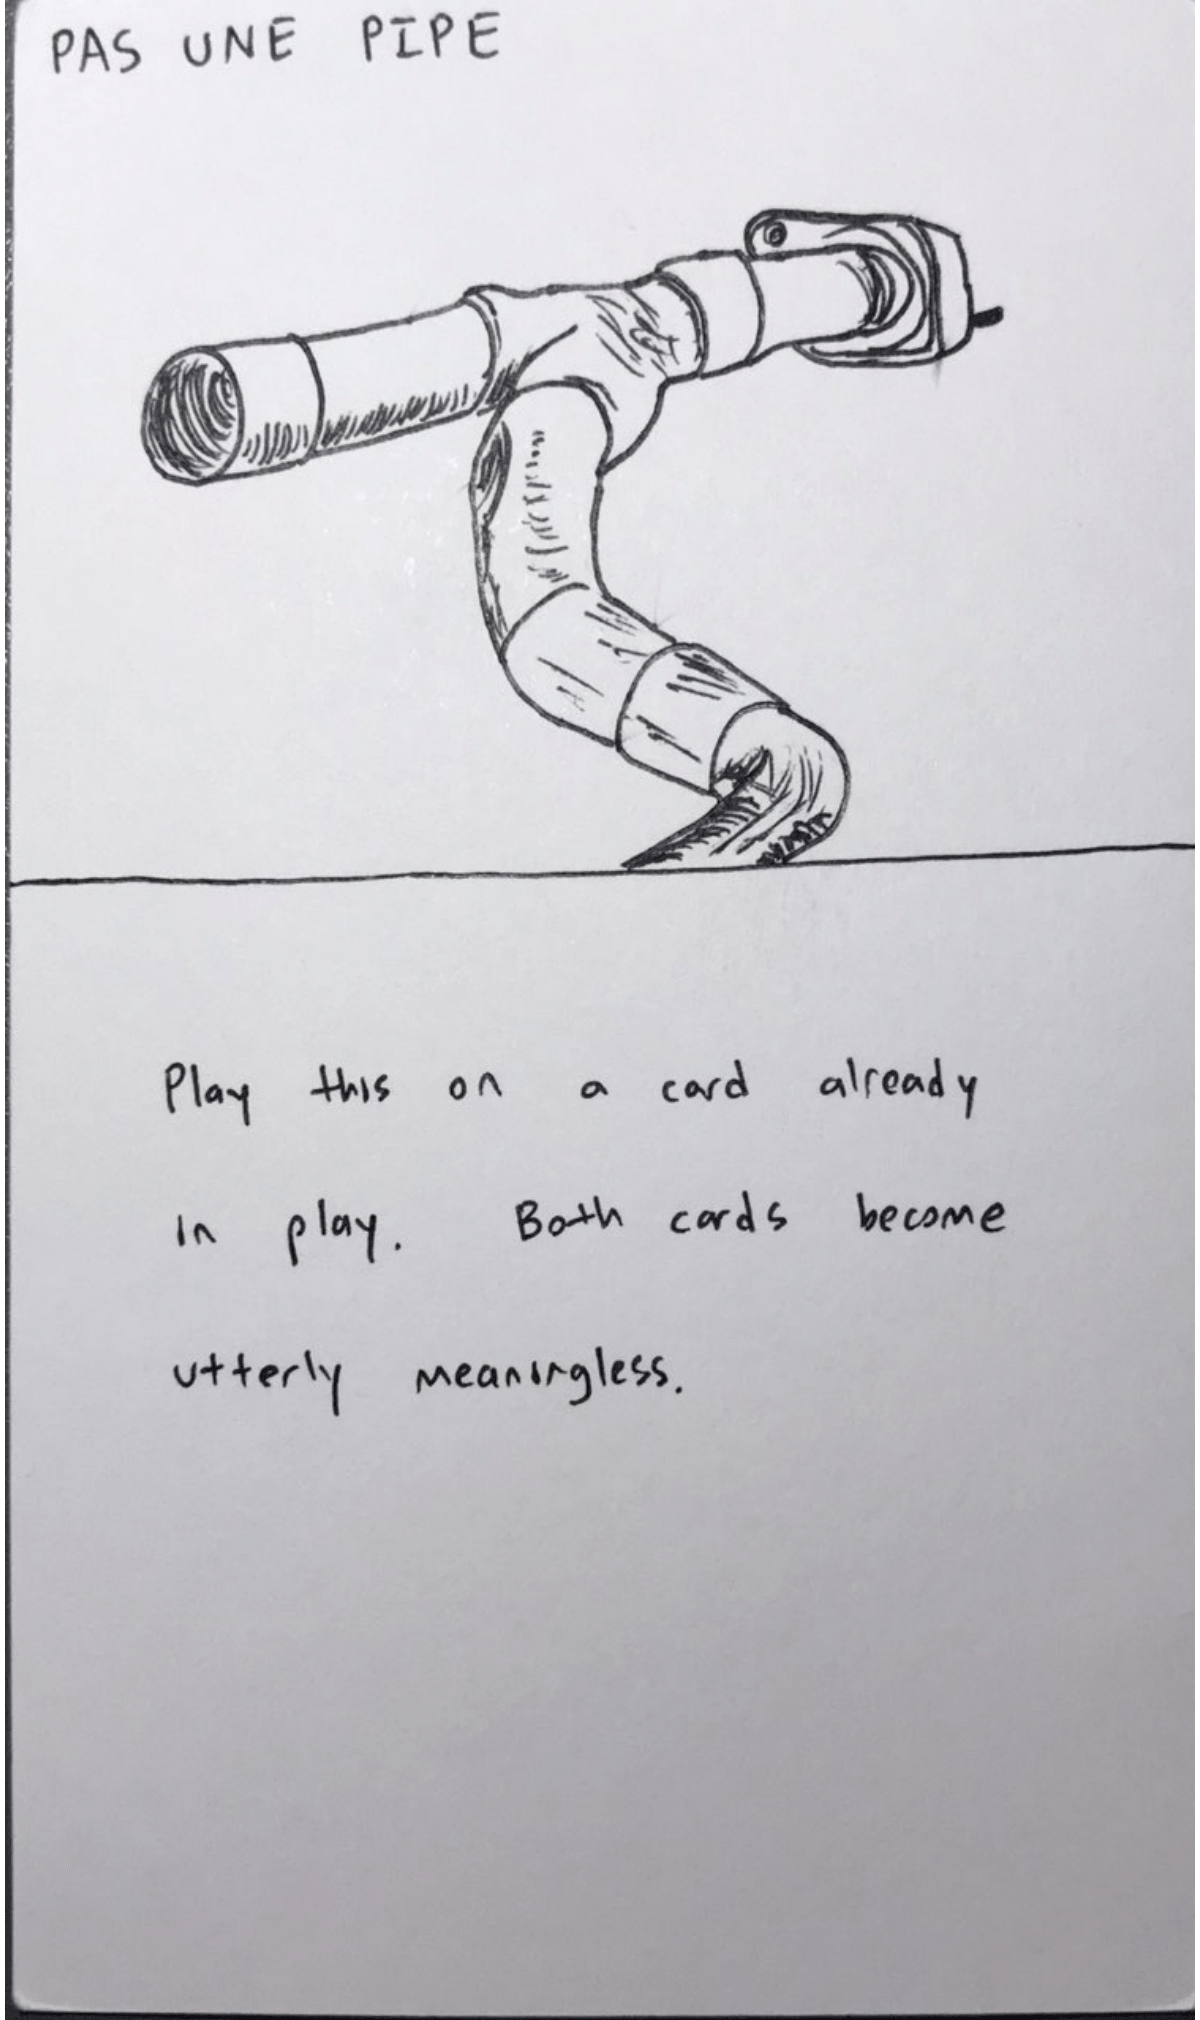 PAS UNE PIPE
Play this on a card already
in play. Both cards become
utterly meaningless.